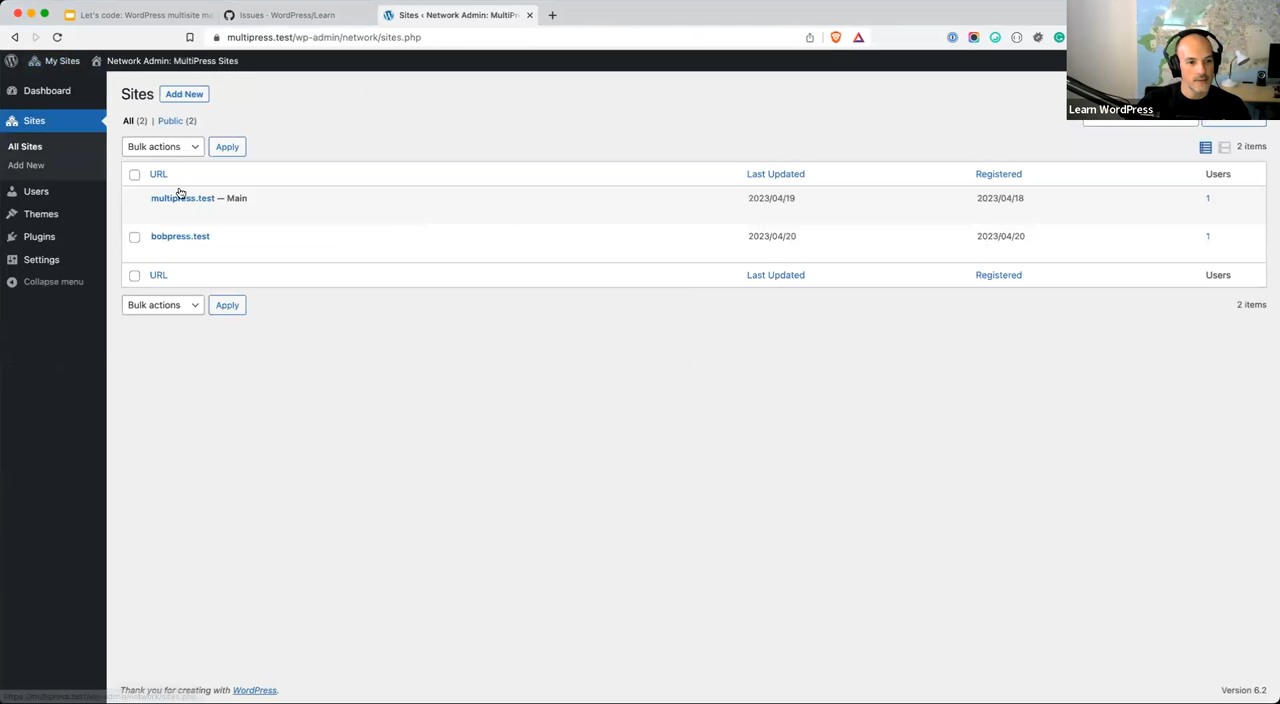 Let's code: WordPress multisite m
Issues · WordPress/Learn
Sites ‹ Network Admin: MultiPr
multipress.test/wp-admin/network/sites.php
My Sites
Network Admin: MultiPress Sites
Learn WordPress
Dashboard
Sites
All Sites
Add New
Users
Themes
Plugins
Settings
Collapse menu
Sites Add New
All (2) | Public (2)
Bulk actions Apply
2 items
URL Last Updated Registered Users
multipress.test — Main 2023/04/19 2023/04/18 1
bobpress.test 2023/04/20 2023/04/20 1
URL Last Updated Registered Users
Bulk actions Apply
2 items
Thank you for creating with WordPress.
Version 6.2